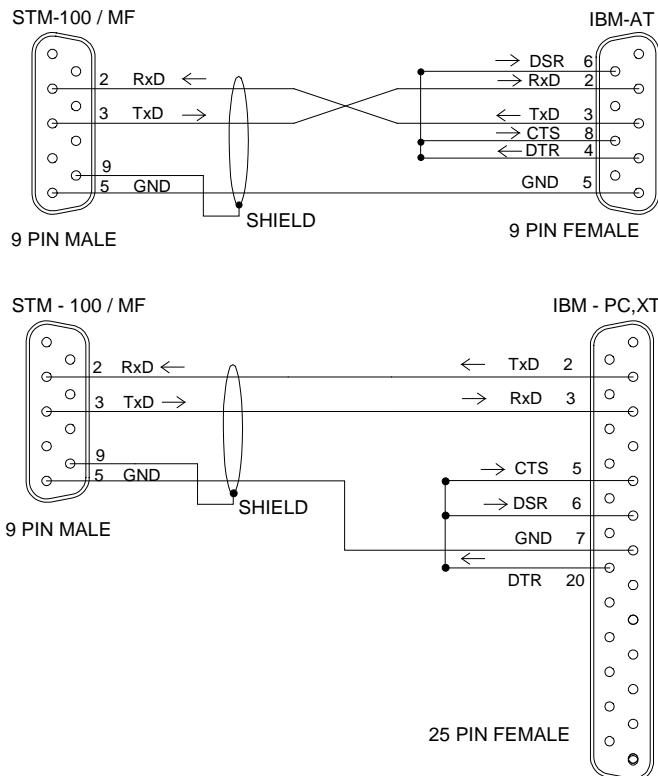 STM-100 / MF
IBM-AT
DSR 6
2 RxD
RxD 2
3 TxD
TxD 3
CTS 8
DTR 4
9
5 GND
GND 5
SHIELD
9 PIN MALE
9 PIN FEMALE
STM - 100 / MF
IBM - PC,XT
2 RxD
TxD 2
3 TxD
RxD 3
9
CTS 5
5 GND
SHIELD
DSR 6
9 PIN MALE
GND 7
DTR 20
25 PIN FEMALE